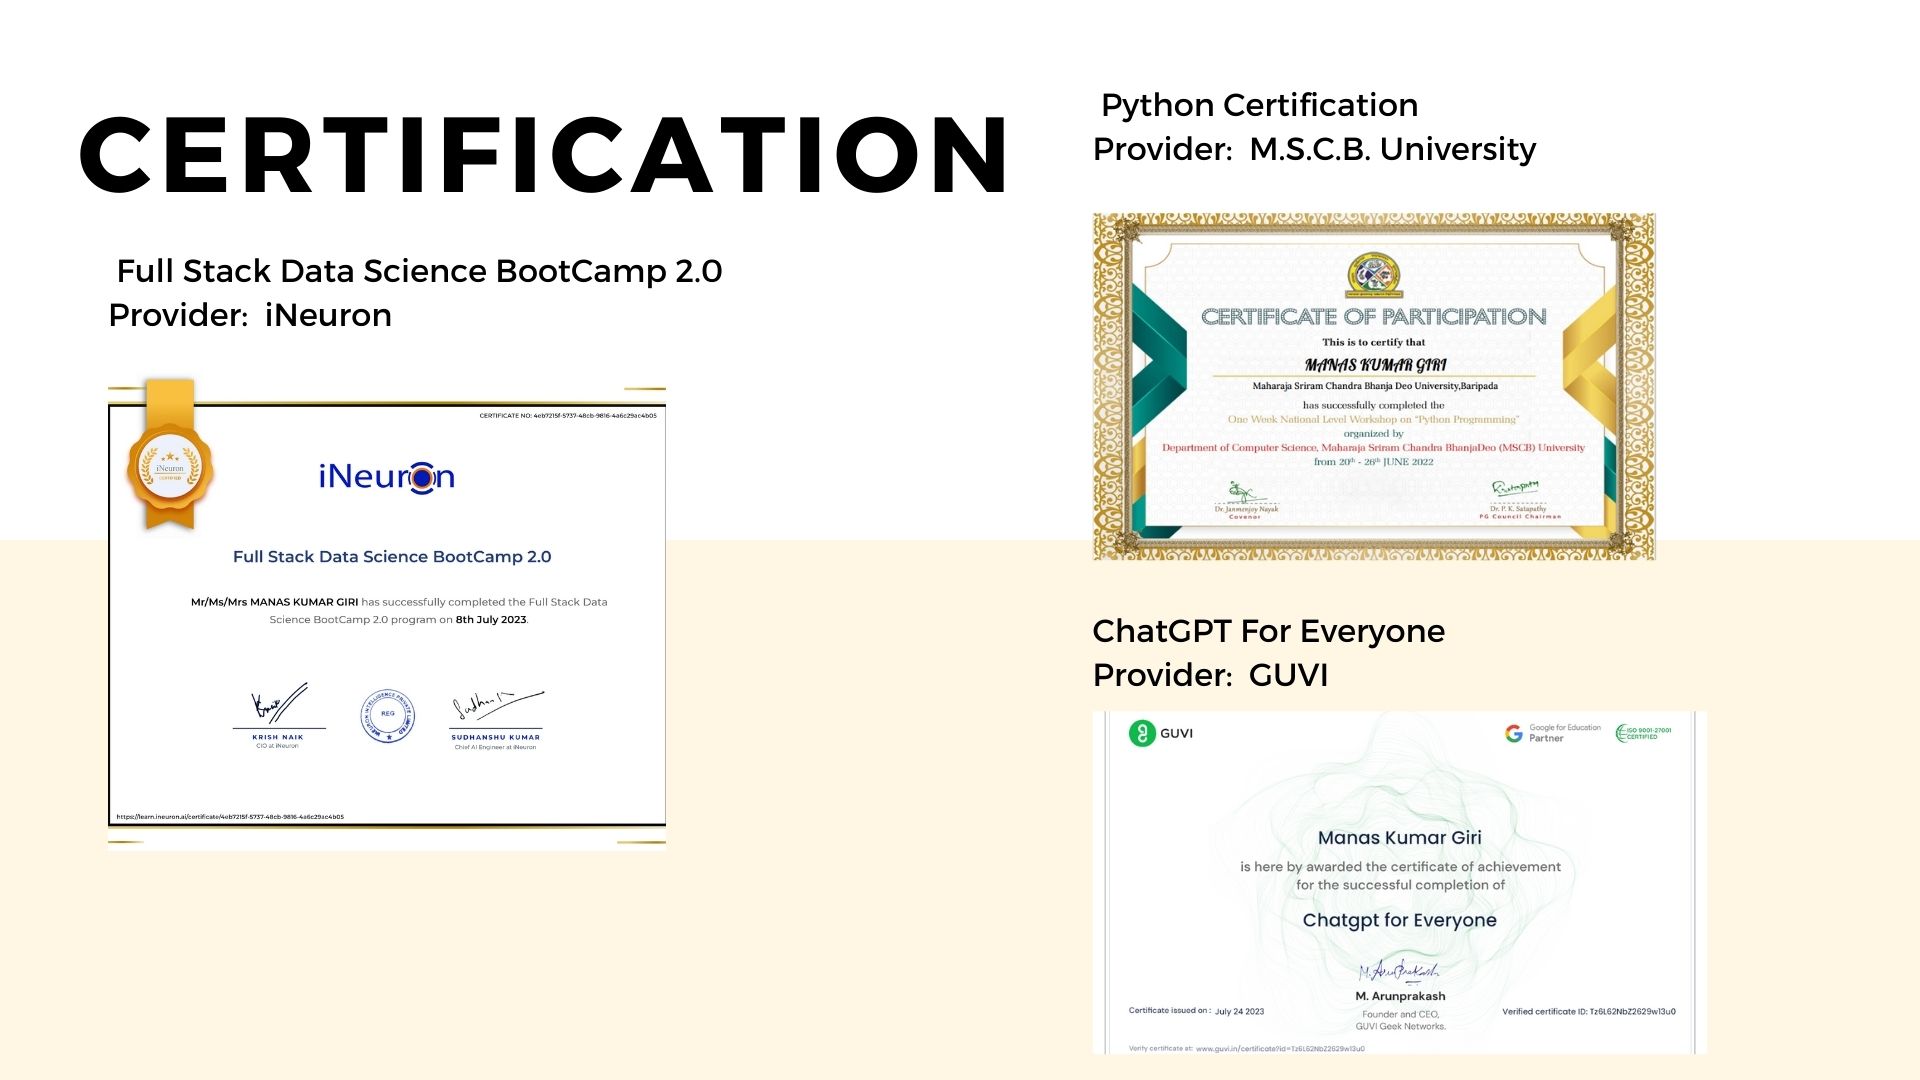 CERTIFICATION
Full Stack Data Science BootCamp 2.0
Provider: iNeuron
CERTIFICATE NO: 4eb7215f-5737-48cb-9816-4a6c29ac4b05
iNeuron
CERTIFIED
iNeuron
Full Stack Data Science BootCamp 2.0
Mr/Ms/Mrs MANAS KUMAR GIRI has successfully completed the Full Stack Data
Science BootCamp 2.0 program on 8th July 2023.
INEURON INTELLIGENCE PRIVATE LIMITED
REG
KRISH NAIK
CIO at iNeuron
SUDHANSHU KUMAR
Chief AI Engineer at iNeuron
https://learn.ineuron.ai/certificate/4eb7215f-5737-48cb-9816-4a6c29ac4b05
Python Certification
Provider: M.S.C.B. University
CERTIFICATE OF PARTICIPATION
This is to certify that
MANAS KUMAR GIRI
Maharaja Sriram Chandra Bhanja Deo University,Baripada
has successfully completed the
One Week National Level Workshop on “Python Programming”
organized by
Department of Computer Science, Maharaja Sriram Chandra BhanjaDeo (MSCB) University
from 20th - 26th JUNE 2022
Dr. Janmenjoy Nayak
Covenor
Dr. P. K. Satapathy
PG Council Chairman
ChatGPT For Everyone
Provider: GUVI
GUVI
Google for Education
Partner
ISO 9001-27001
CERTIFIED
Manas Kumar Giri
is here by awarded the certificate of achievement
for the successful completion of
Chatgpt for Everyone
M. Arunprakash
Founder and CEO,
GUVI Geek Networks.
Certificate issued on : July 24 2023
Verified certificate ID: Tz6L62NbZ2629w13u0
Verify certificate at: www.guvi.in/certificate?id=Tz6L62NbZ2629w13u0